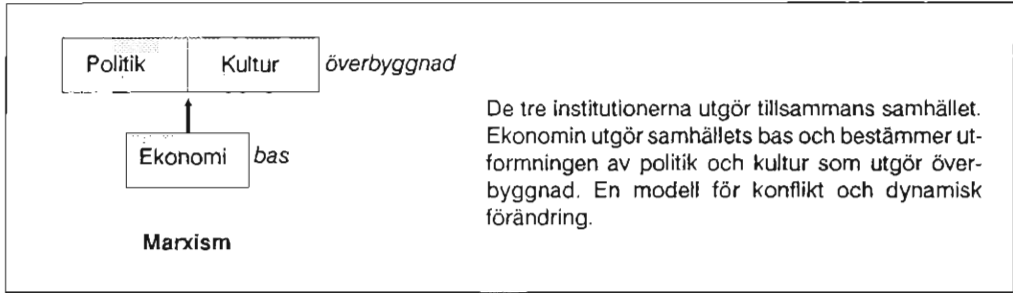 Politik Kultur överbyggnad
Ekonomi bas
Marxism
De tre institutionerna utgör tillsammans samhället.
Ekonomin utgör samhällets bas och bestämmer ut-
formningen av politik och kultur som utgör över-
byggnad. En modell för konflikt och dynamisk
förändring.